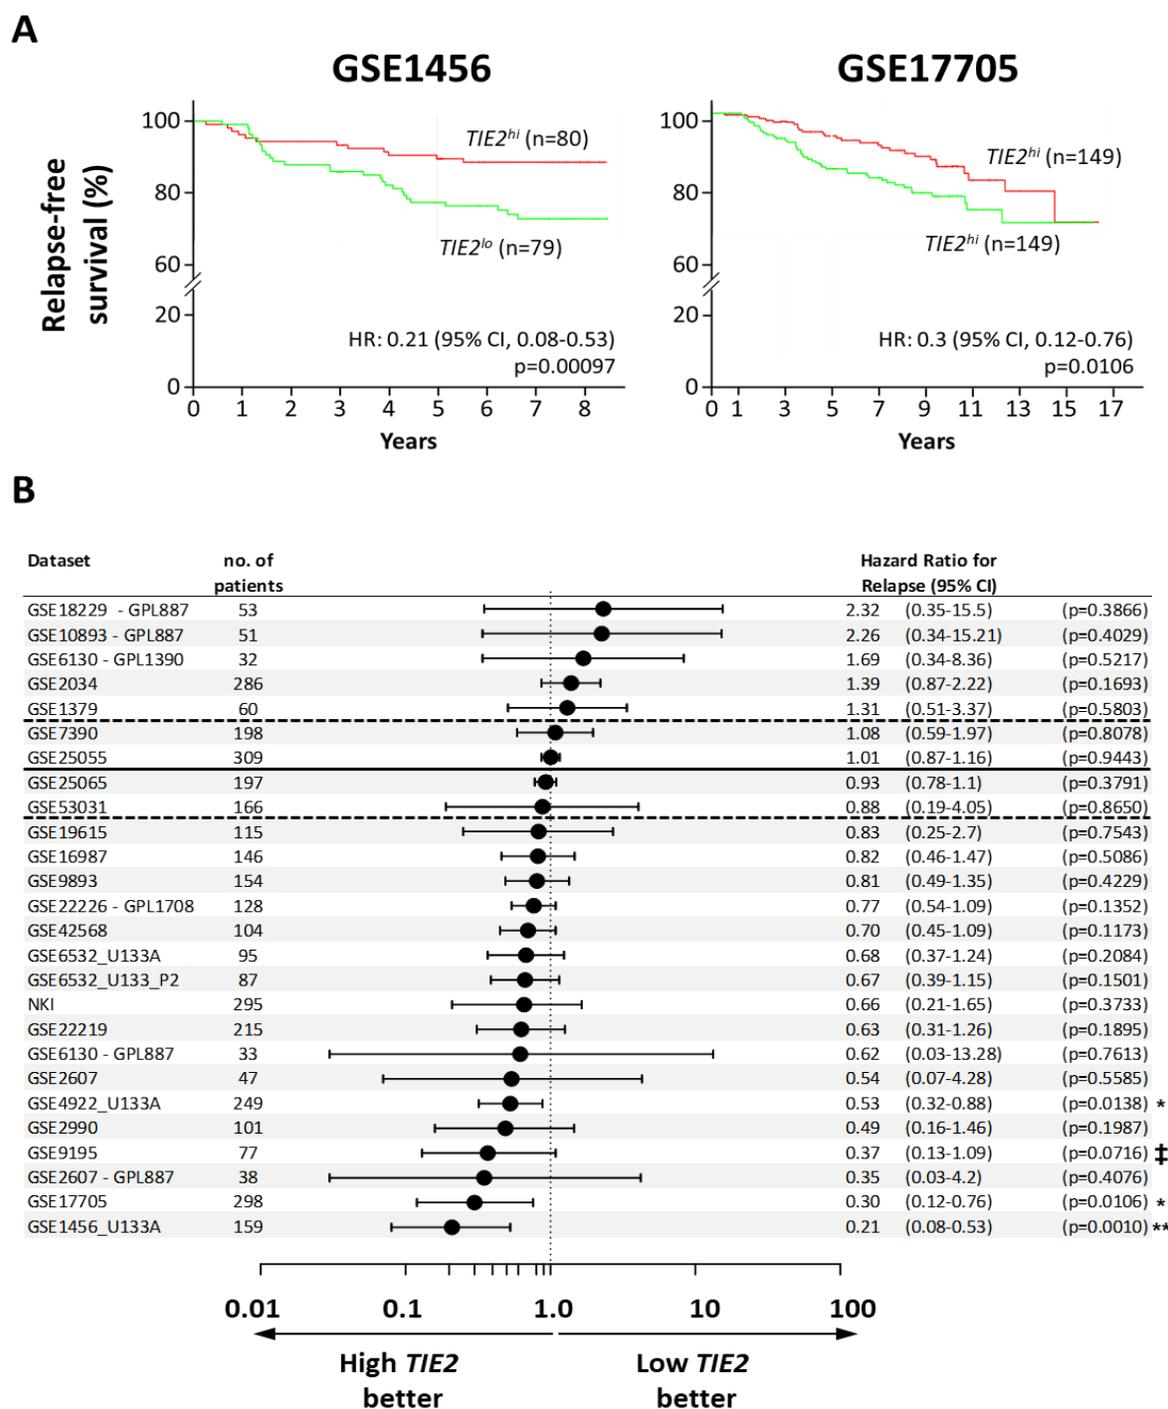 A
GSE1456
GSE17705
Relapse-free
survival (%)
100
80
60
20
0
TIE2hi (n=80)
TIE2lo (n=79)
HR: 0.21 (95% CI, 0.08-0.53)
p=0.00097
0 1 2 3 4 5 6 7 8
Years
100
80
60
20
0
TIE2hi (n=149)
TIE2hi (n=149)
HR: 0.3 (95% CI, 0.12-0.76)
p=0.0106
0 1 3 5 7 9 11 13 15 17
Years
B
Dataset no. of Hazard Ratio for
patients Relapse (95% CI)
GSE18229 - GPL887 53 2.32 (0.35-15.5) (p=0.3866)
GSE10893 - GPL887 51 2.26 (0.34-15.21) (p=0.4029)
GSE6130 - GPL1390 32 1.69 (0.34-8.36) (p=0.5217)
GSE2034 286 1.39 (0.87-2.22) (p=0.1693)
GSE1379 60 1.31 (0.51-3.37) (p=0.5803)
GSE7390 198 1.08 (0.59-1.97) (p=0.8078)
GSE25055 309 1.01 (0.87-1.16) (p=0.9443)
GSE25065 197 0.93 (0.78-1.1) (p=0.3791)
GSE53031 166 0.88 (0.19-4.05) (p=0.8650)
GSE19615 115 0.83 (0.25-2.7) (p=0.7543)
GSE16987 146 0.82 (0.46-1.47) (p=0.5086)
GSE9893 154 0.81 (0.49-1.35) (p=0.4229)
GSE22226 - GPL1708 128 0.77 (0.54-1.09) (p=0.1352)
GSE42568 104 0.70 (0.45-1.09) (p=0.1173)
GSE6532_U133A 95 0.68 (0.37-1.24) (p=0.2084)
GSE6532_U133_P2 87 0.67 (0.39-1.15) (p=0.1501)
NKI 295 0.66 (0.21-1.65) (p=0.3733)
GSE22219 215 0.63 (0.31-1.26) (p=0.1895)
GSE6130 - GPL887 33 0.62 (0.03-13.28) (p=0.7613)
GSE2607 47 0.54 (0.07-4.28) (p=0.5585)
GSE4922_U133A 249 0.53 (0.32-0.88) (p=0.0138) *
GSE2990 101 0.49 (0.16-1.46) (p=0.1987)
GSE9195 77 0.37 (0.13-1.09) (p=0.0716) ‡
GSE2607 - GPL887 38 0.35 (0.03-4.2) (p=0.4076)
GSE17705 298 0.30 (0.12-0.76) (p=0.0106) *
GSE1456_U133A 159 0.21 (0.08-0.53) (p=0.0010) **
0.01 0.1 1.0 10 100
High TIE2 Low TIE2
better better